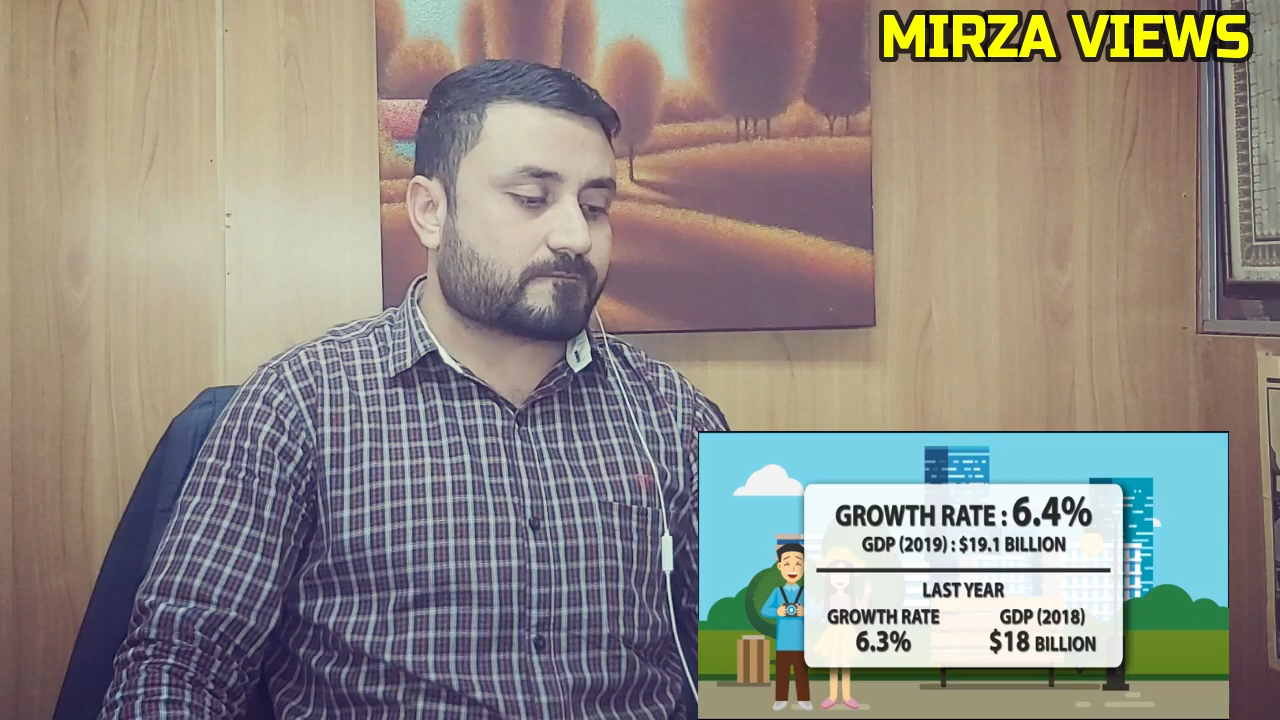 MIRZA VIEWS
GROWTH RATE : 6.4%
GDP (2019) : $19.1 BILLION
LAST YEAR
GROWTH RATE GDP (2018)
6.3% $18 BILLION